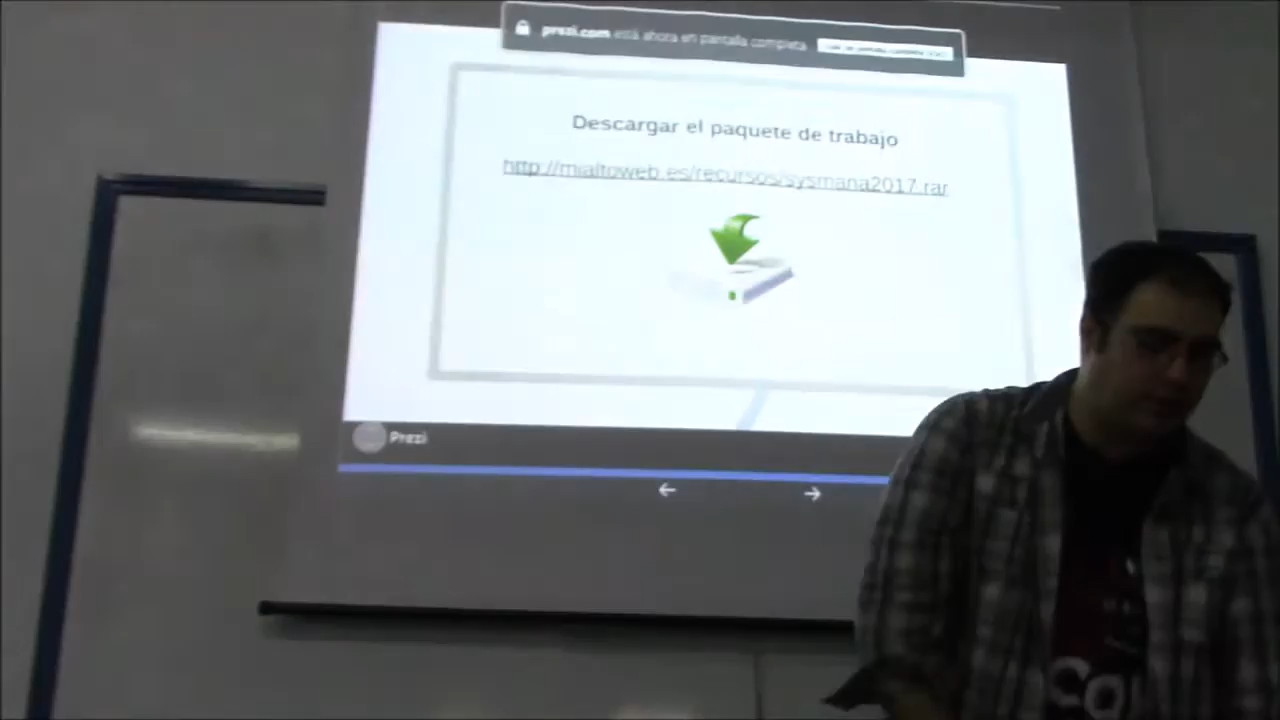 prezi.com está ahora en pantalla completa
Descargar el paquete de trabajo
http://mialtoweb.es/recursos/sysmana2017.rar
Prezi